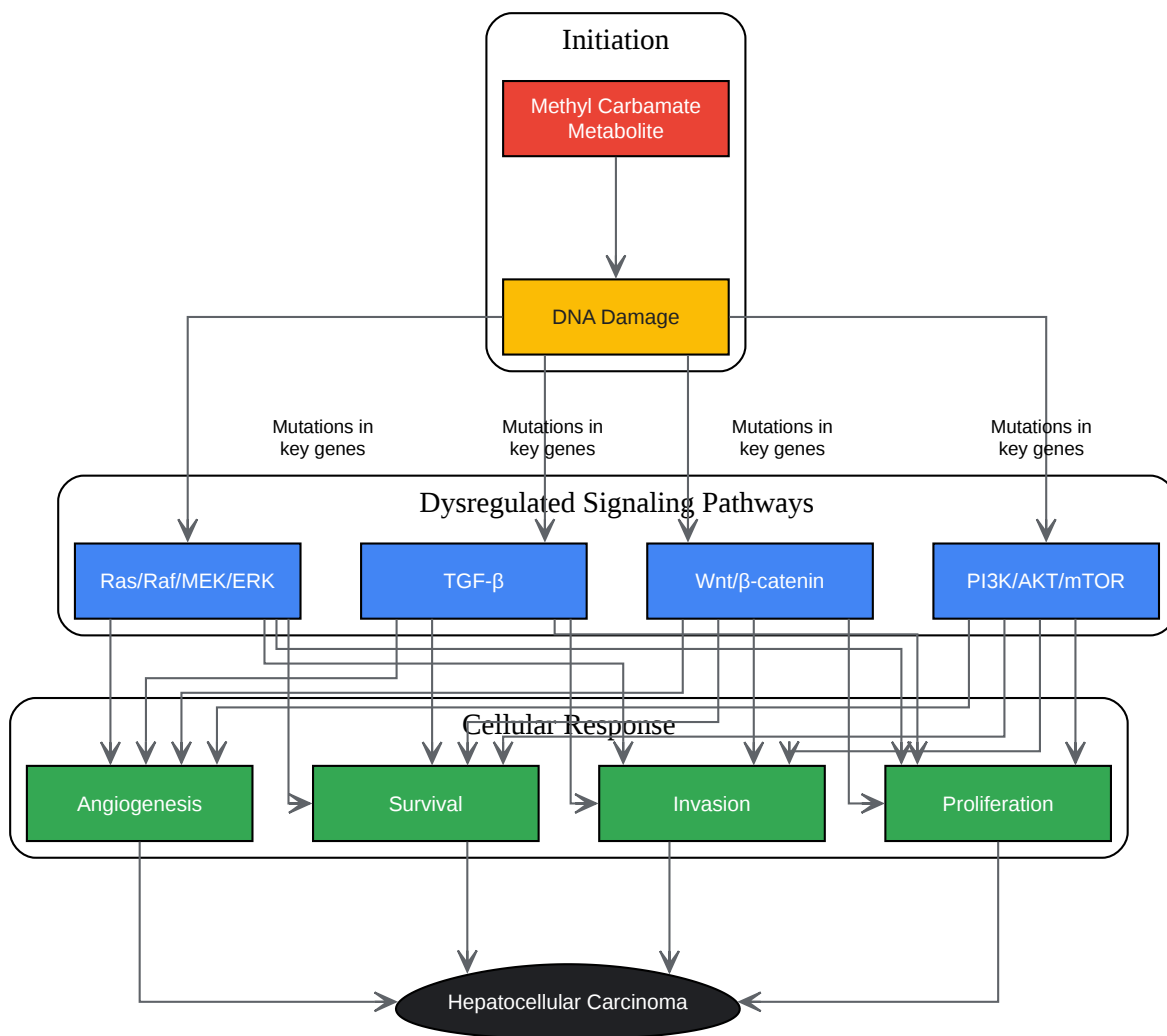 Initiation
Methyl Carbamate
Metabolite
DNA Damage
Mutations in
key genes
Mutations in
key genes
Mutations in
key genes
Mutations in
key genes
Dysregulated Signaling Pathways
Ras/Raf/MEK/ERK
TGF-β
Wnt/β-catenin
PI3K/AKT/mTOR
Cellular Response
Angiogenesis
Survival
Invasion
Proliferation
Hepatocellular Carcinoma